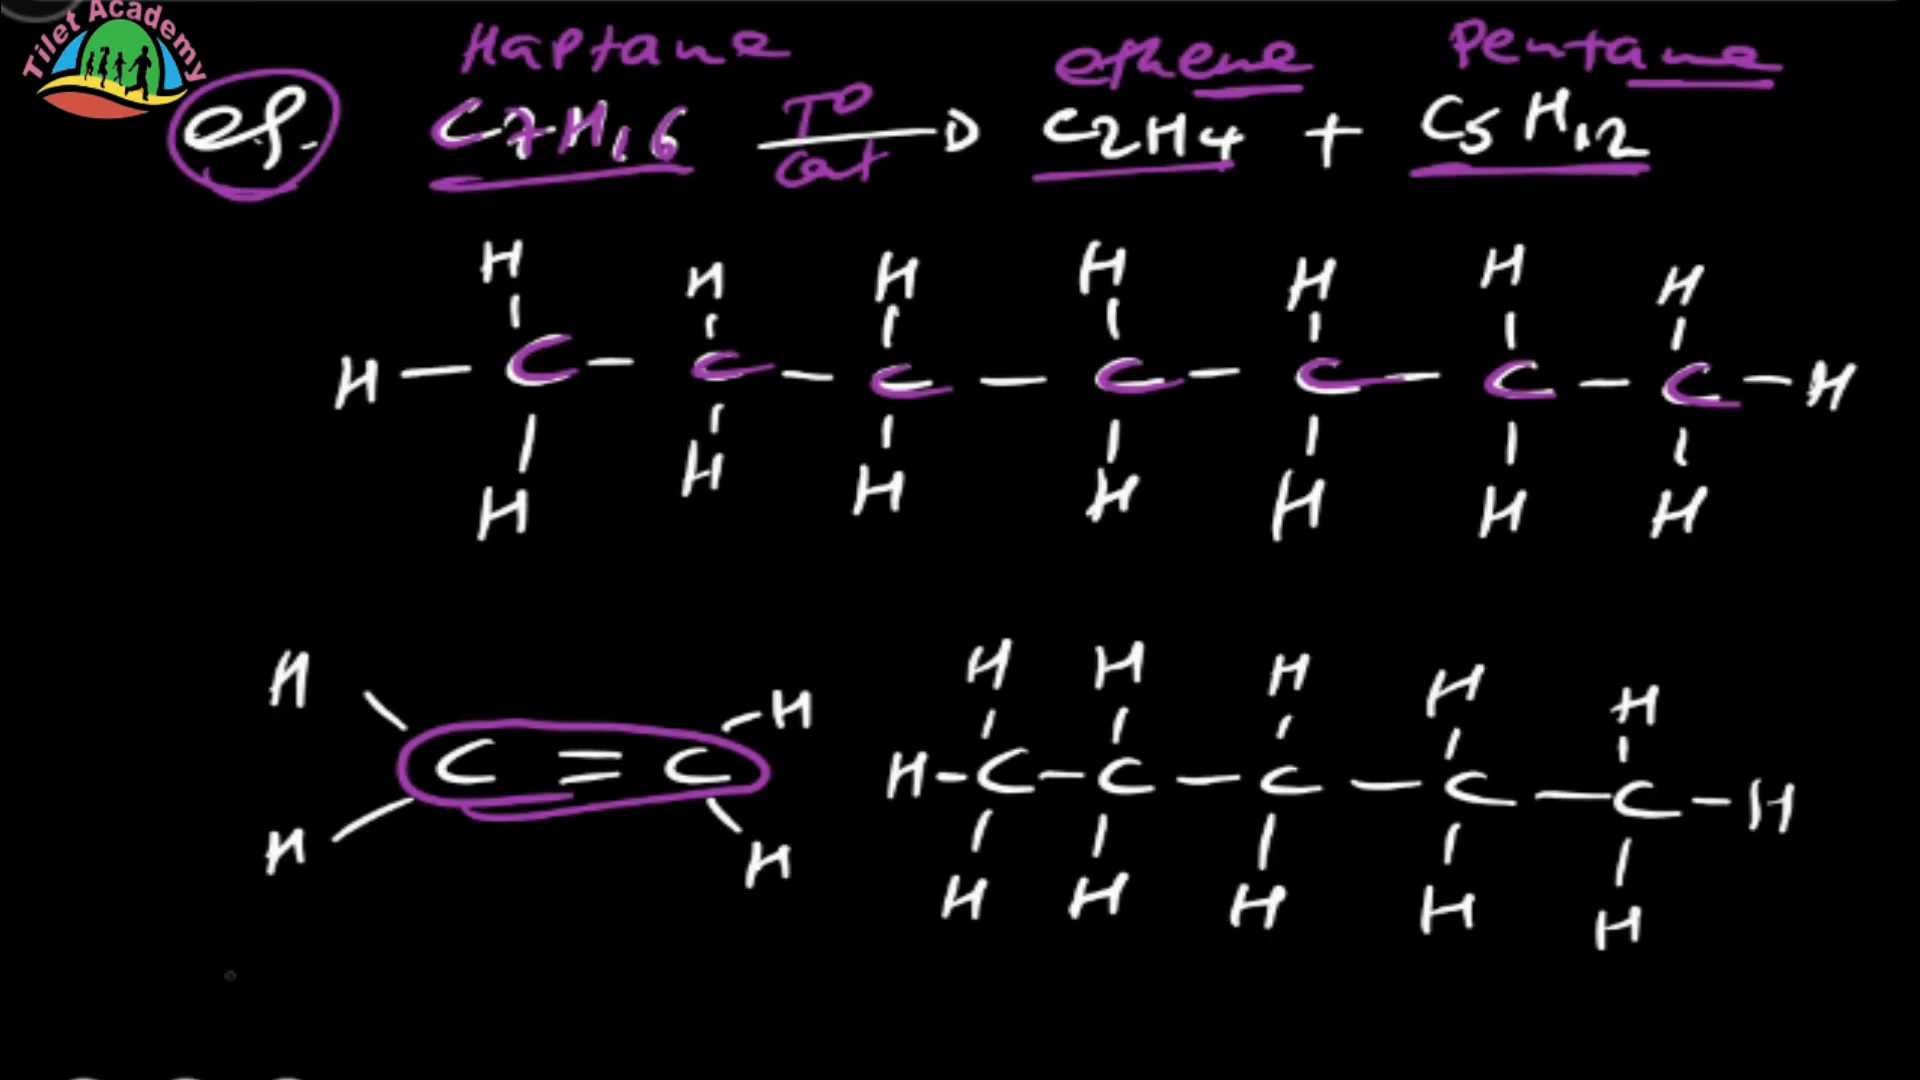 Tilet Academy
Haptane ethene Pentane
eg. C7H16 T° cat → C2H4 + C5H12
H H H H H H H
H - C - C - C - C - C - C - C - H
H H H H H H H
H H H H H H H
C = C H - C - C - C - C - C - H
H H H H H H H